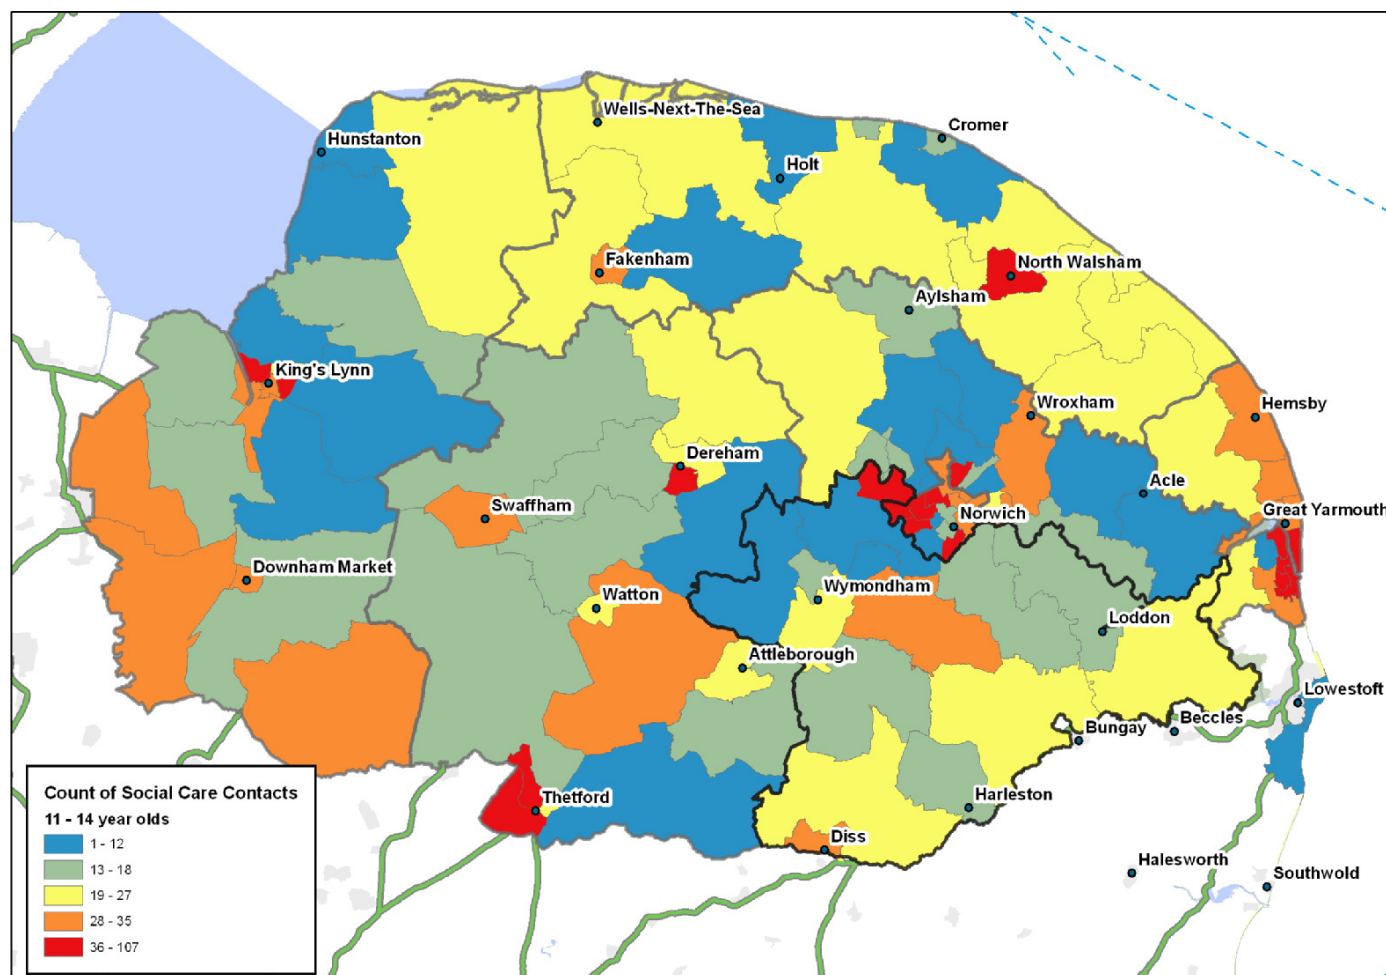 Wells-Next-The-Sea
Cromer
Hunstanton
Holt
Fakenham
North Walsham
Aylsham
King's Lynn
Wroxham
Hemsby
Dereham
Acle
Swaffham
Norwich
Great Yarmouth
Downham Market
Watton
Wymondham
Loddon
Attleborough
Lowestoft
Bungay
Beccles
Thetford
Harleston
Diss
Halesworth
Southwold
Count of Social Care Contacts
11 - 14 year olds
1 - 12
13 - 18
19 - 27
28 - 35
36 - 107